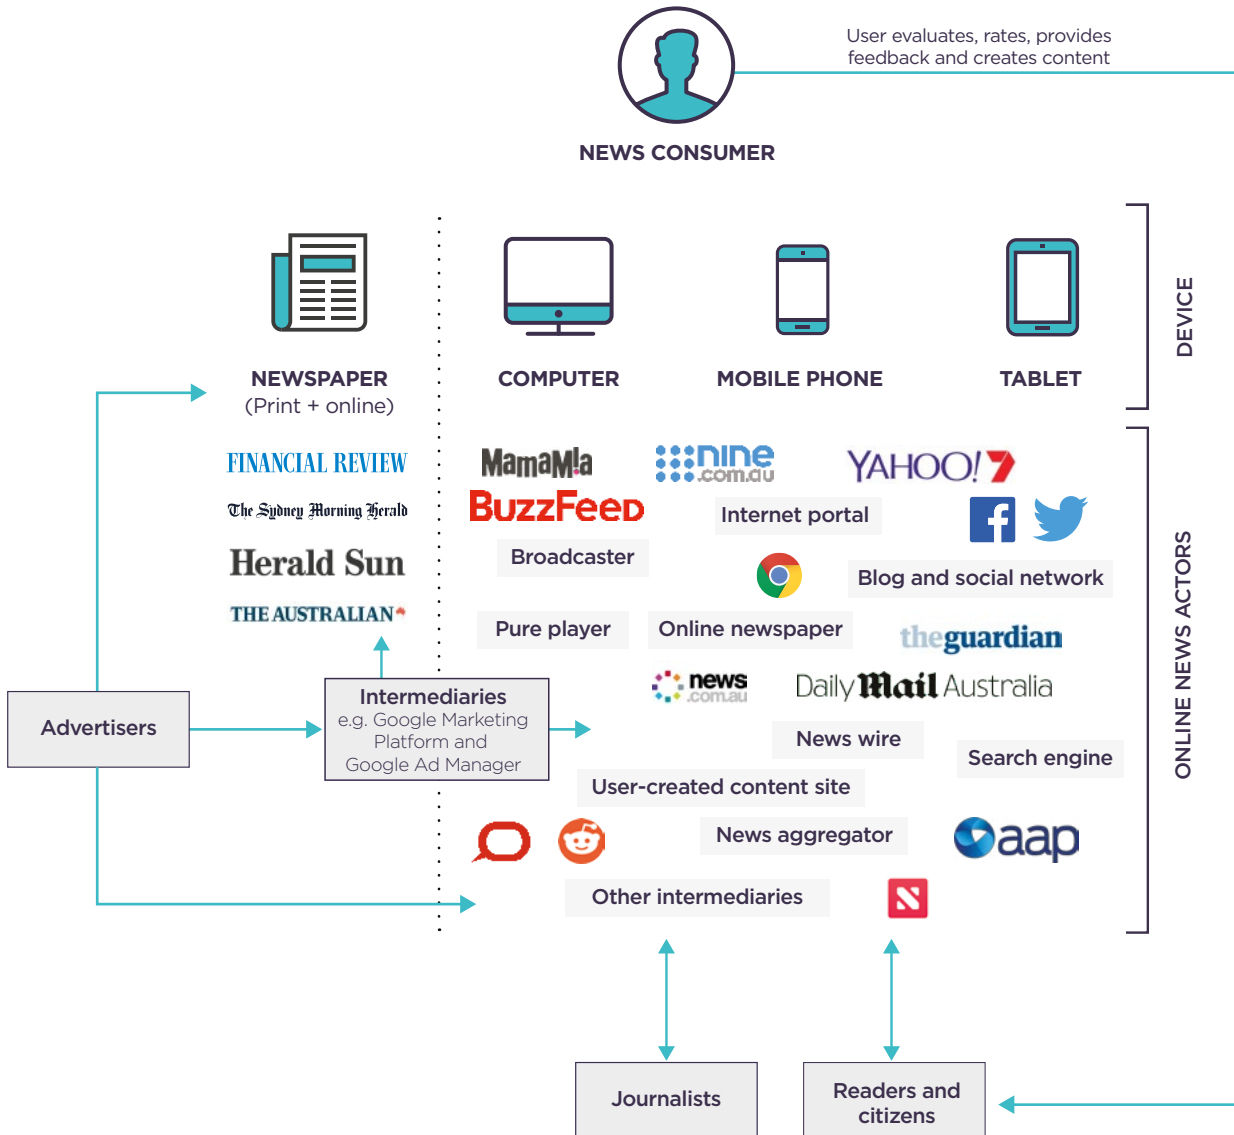 User evaluates, rates, provides
feedback and creates content
NEWS CONSUMER
DEVICE
NEWSPAPER
(Print + online)
COMPUTER
MOBILE PHONE
TABLET
FINANCIAL REVIEW
The Sydney Morning Herald
Herald Sun
THE AUSTRALIAN
MamaMia
nine
.com.au
YAHOO!7
BuzzFeed
Internet portal
f
Broadcaster
Blog and social network
Pure player
Online newspaper
theguardian
ONLINE NEWS ACTORS
news
.com.au
Daily Mail Australia
Advertisers
Intermediaries
e.g. Google Marketing
Platform and
Google Ad Manager
News wire
Search engine
User-created content site
News aggregator
aap
Other intermediaries
N
Journalists
Readers and
citizens